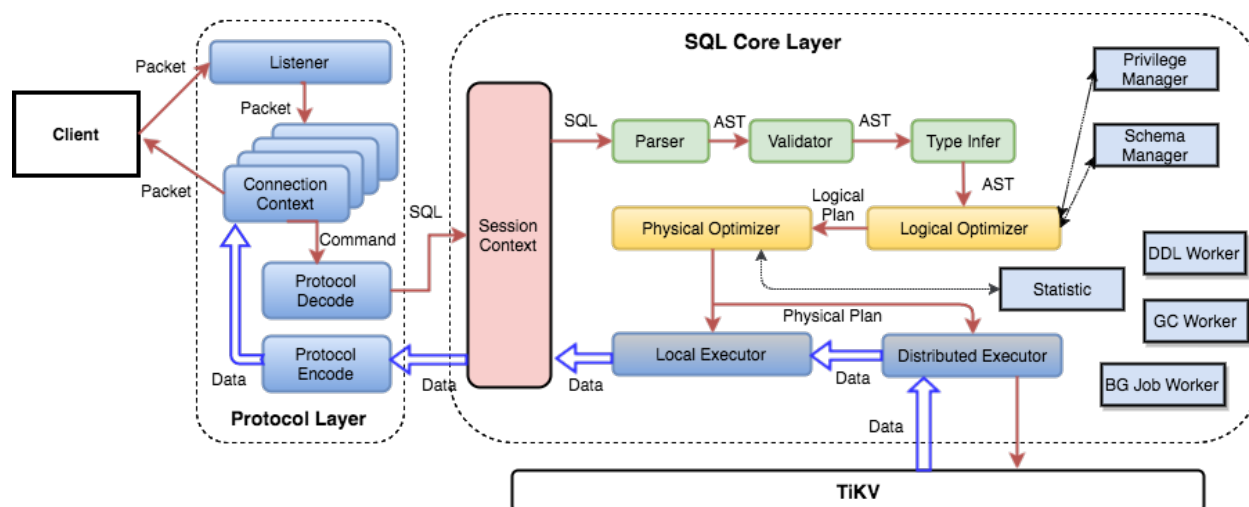 SQL Core Layer
Listener
Packet
Privilege
Manager
Packet
Client
SQL
Parser
AST
Validator
AST
Type Infer
Schema
Manager
Connection
Context
Packet
AST
Logical
Plan
SQL
Session
Context
Physical Optimizer
Logical Optimizer
Command
DDL Worker
Protocol
Decode
Statistic
Physical Plan
GC Worker
Protocol
Encode
Local Executor
Distributed Executor
Data
Data
Data
Data
BG Job Worker
Protocol Layer
Data
TiKV